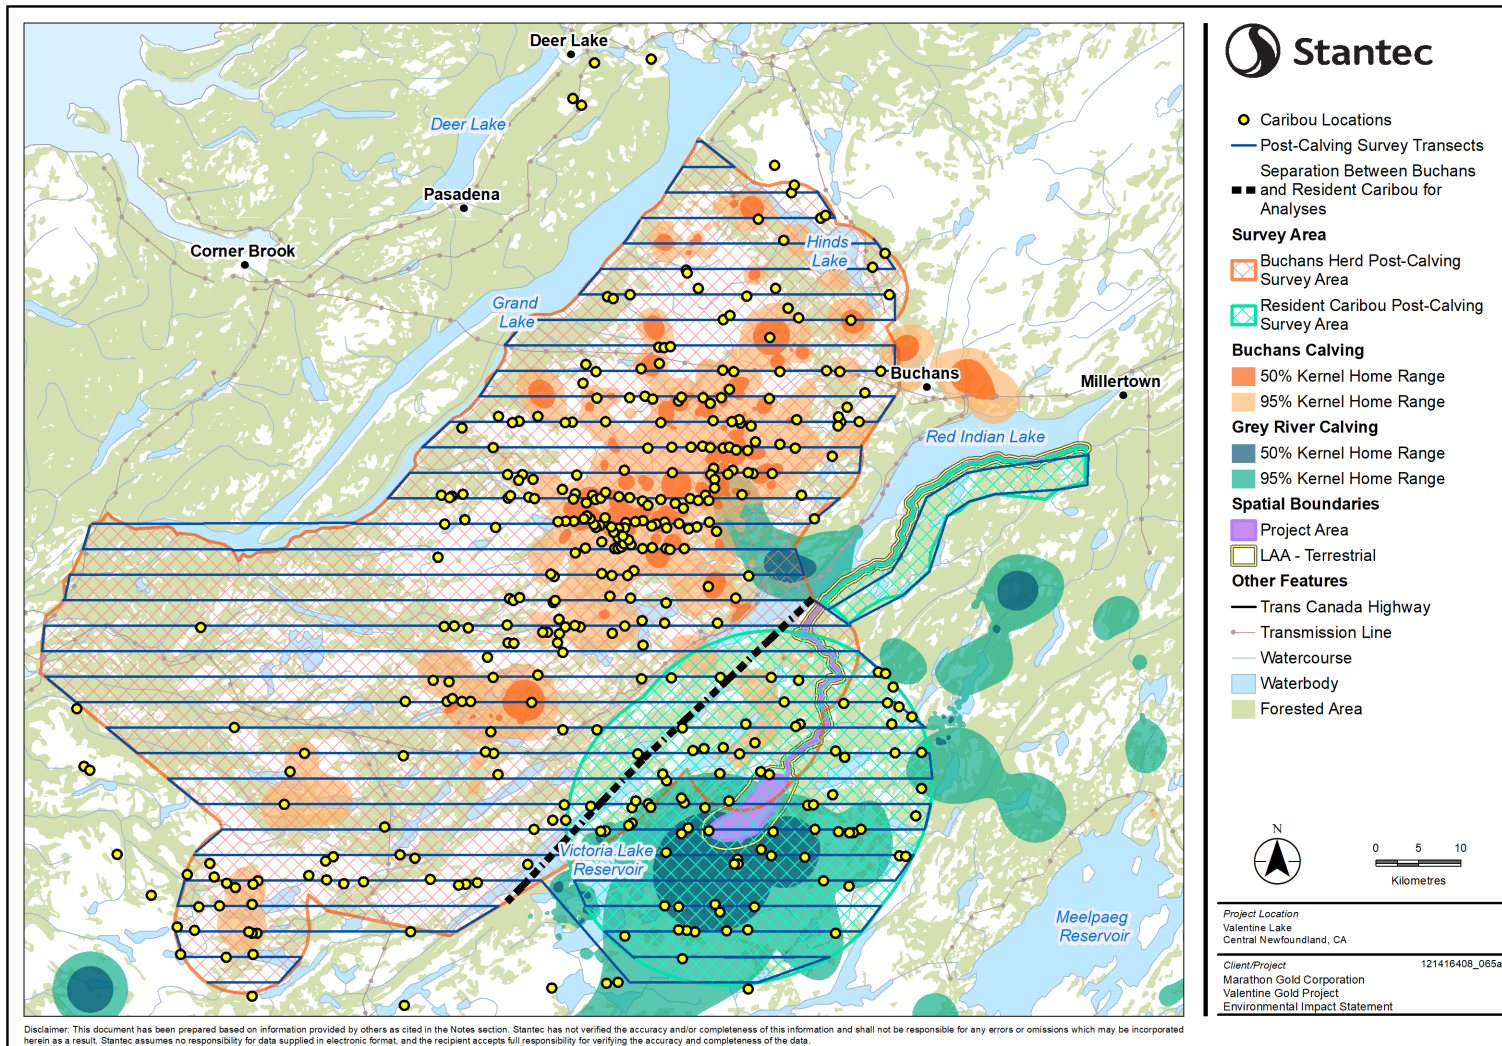 Deer Lake
Deer Lake
Pasadena
Corner Brook
Hinds
Lake
Grand
Lake
Buchans
Millertown
Red Indian Lake
Victoria Lake
Reservoir
Meelpaeg
Reservoir
Stantec
Caribou Locations
Post-Calving Survey Transects
Separation Between Buchans
and Resident Caribou for
Analyses
Survey Area
Buchans Herd Post-Calving
Survey Area
Resident Caribou Post-Calving
Survey Area
Buchans Calving
50% Kernel Home Range
95% Kernel Home Range
Grey River Calving
50% Kernel Home Range
95% Kernel Home Range
Spatial Boundaries
Project Area
LAA - Terrestrial
Other Features
Trans Canada Highway
Transmission Line
Watercourse
Waterbody
Forested Area
N
0 5 10
Kilometres
Project Location
Valentine Lake
Central Newfoundland, CA
Client/Project 121416408_065a
Marathon Gold Corporation
Valentine Gold Project
Environmental Impact Statement
Disclaimer: This document has been prepared based on information provided by others as cited in the Notes section. Stantec has not verified the accuracy and/or completeness of this information and shall not be responsible for any errors or omissions which may be incorporated
herein as a result. Stantec assumes no responsibility for data supplied in electronic format, and the recipient accepts full responsibility for verifying the accuracy and completeness of the data.